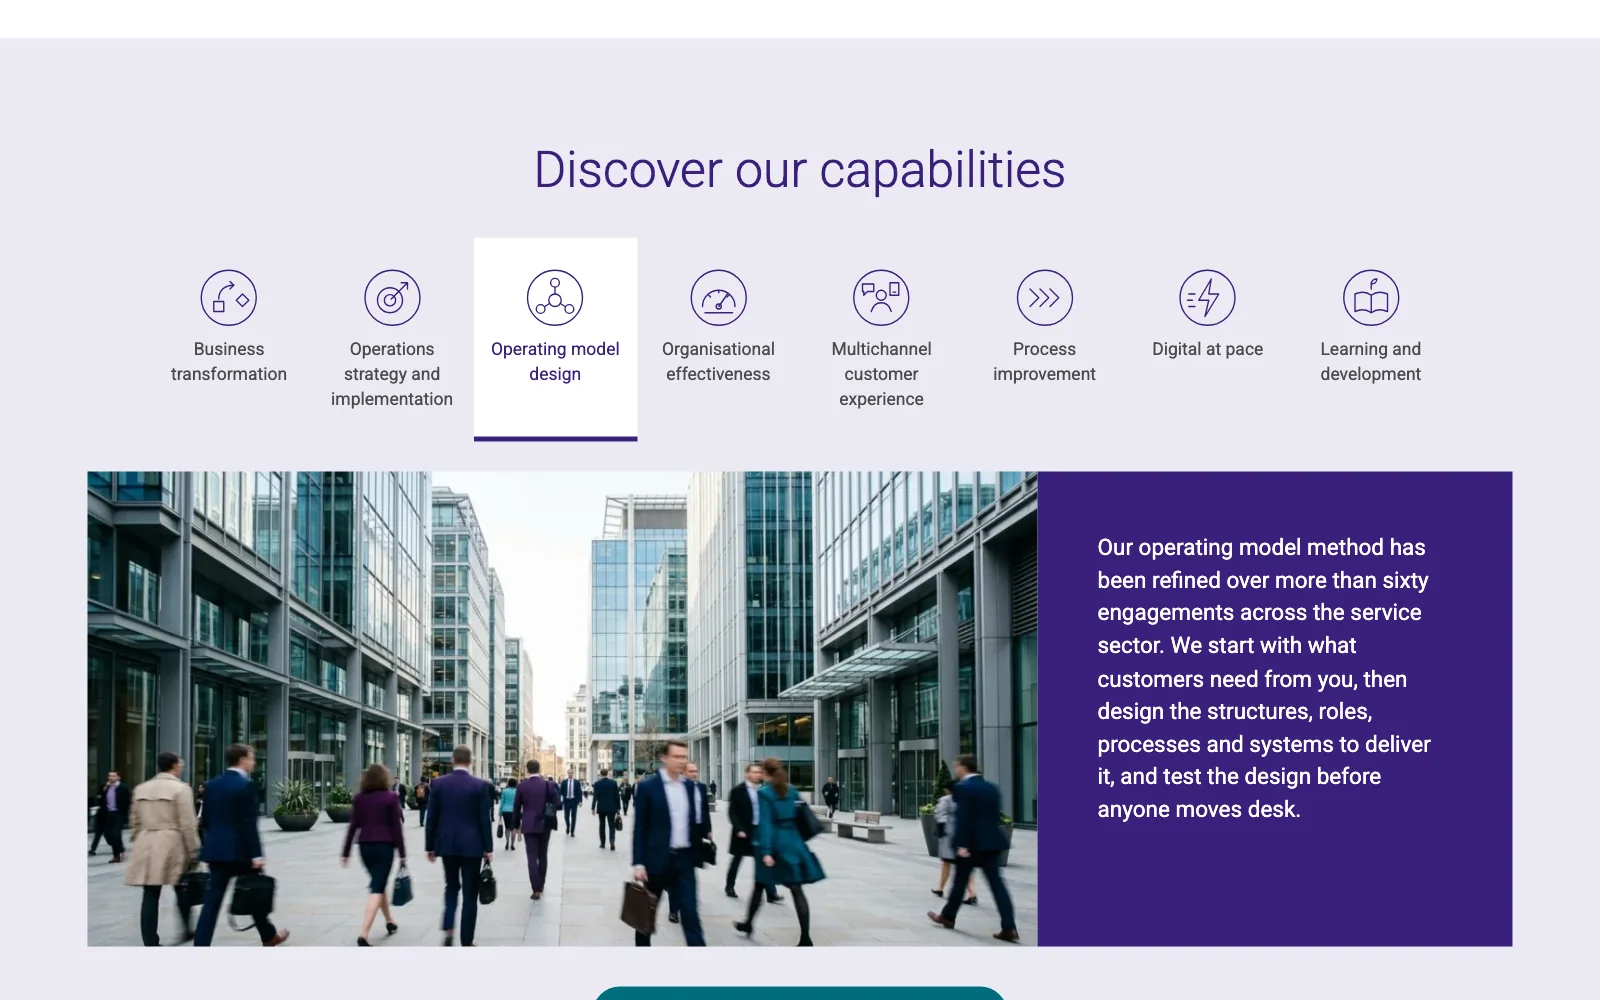 Discover our capabilities
Business
transformation
Operations
strategy and
implementation
Operating model
design
Organisational
effectiveness
Multichannel
customer
experience
Process
improvement
Digital at pace
Learning and
development
Our operating model method has
been refined over more than sixty
engagements across the service
sector. We start with what
customers need from you, then
design the structures, roles,
processes and systems to deliver
it, and test the design before
anyone moves desk.